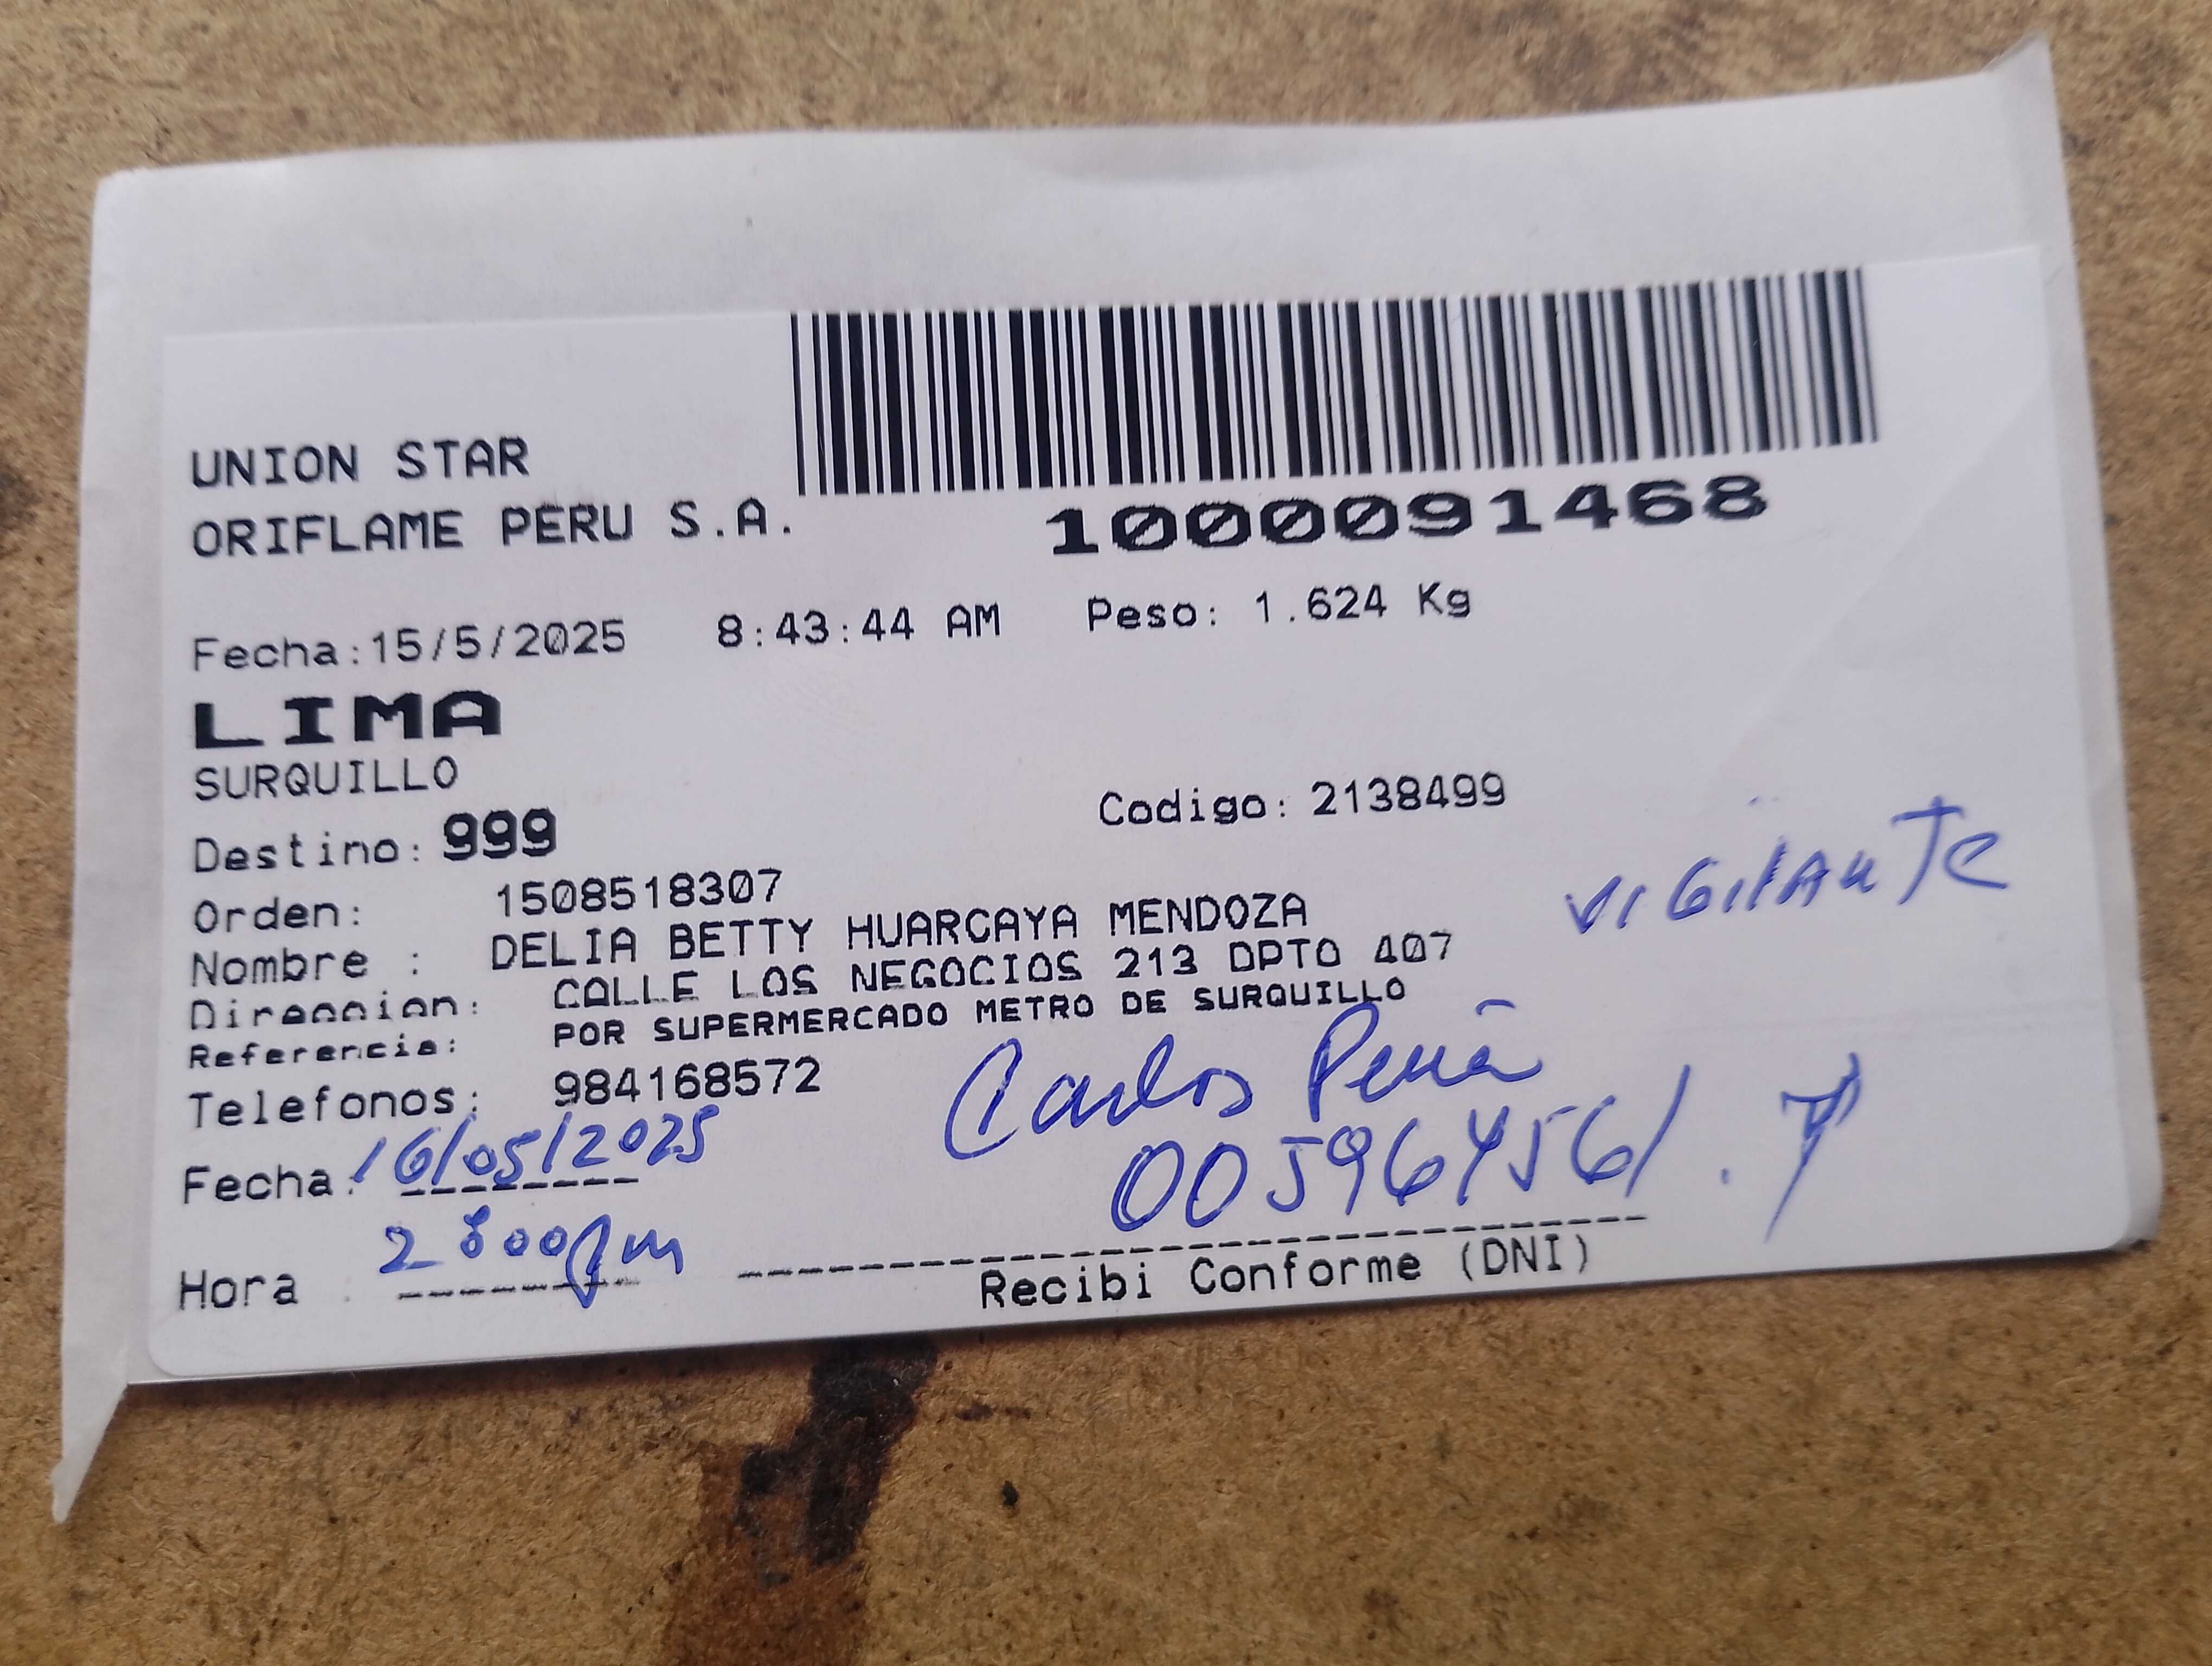 UNION STAR
ORIFLAME PERU S.A.
1000091468
Fecha:15/5/2025 8:43:44 AM Peso: 1.624 Kg
LIMA
SURQUILLO
Destino: 999 Codigo: 2138499
Orden: 1508518307
VIGILANTE
Nombre : DELIA BETTY HUARCAYA MENDOZA
Direccion: CALLE LOS NEGOCIOS 213 DPTO 407
Referencia: POR SUPERMERCADO METRO DE SURQUILLO
Telefonos: 984168572
Carlos Peña
Fecha: 16/05/2025
005964561
Hora : 2:00pm
Recibi Conforme (DNI)